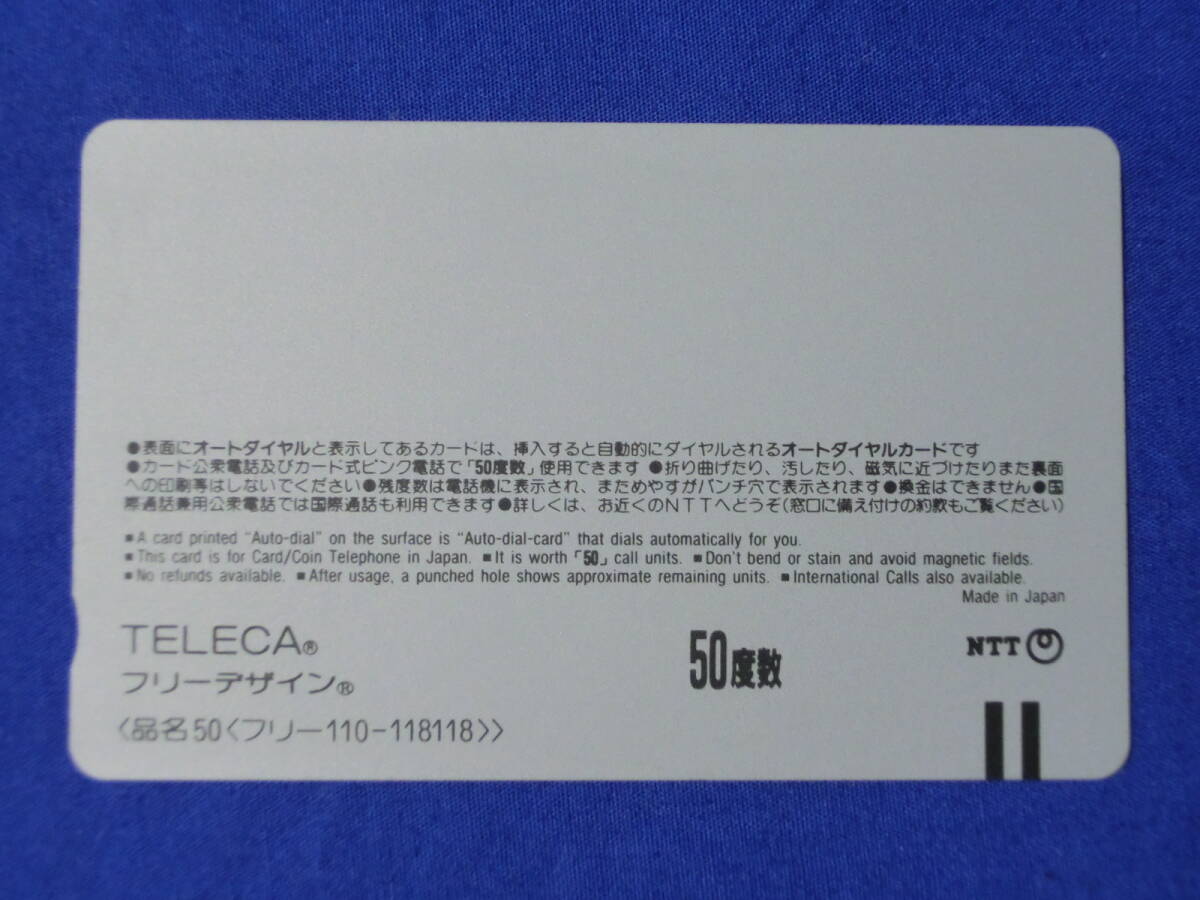 ●表面にオートダイヤルと表示してあるカードは、挿入すると自動的にダイヤルされるオートダイヤルカードです
●カード公衆電話及びカード式ピンク電話で「50度数」使用できます ●折り曲げたり、汚したり、磁気に近づけたりまた裏面
への印刷等はしないでください●残度数は電話機に表示され、まためやすがパンチ穴で表示されます●換金はできません●国
際通話兼用公衆電話では国際通話も利用できます●詳しくは、お近くのNTTへどうぞ(窓口に備え付けの約款もご覧ください)
■A card printed "Auto-dial" on the surface is "Auto-dial-card" that dials automatically for you.
■This card is for Card/Coin Telephone in Japan. ■It is worth「50」call units. ■Don't bend or stain and avoid magnetic fields.
■No refunds available. ■After usage, a punched hole shows approximate remaining units. ■International Calls also available.
Made in Japan
TELECA®
フリーデザイン®
50度数
NTT
〈品名50〈フリー110-118118〉〉